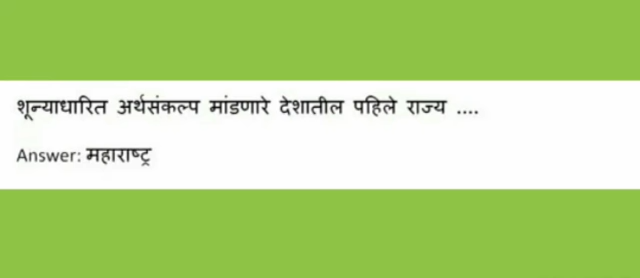 शून्याधारित अर्थसंकल्प मांडणारे देशातील पहिले राज्य ....
Answer: महाराष्ट्र